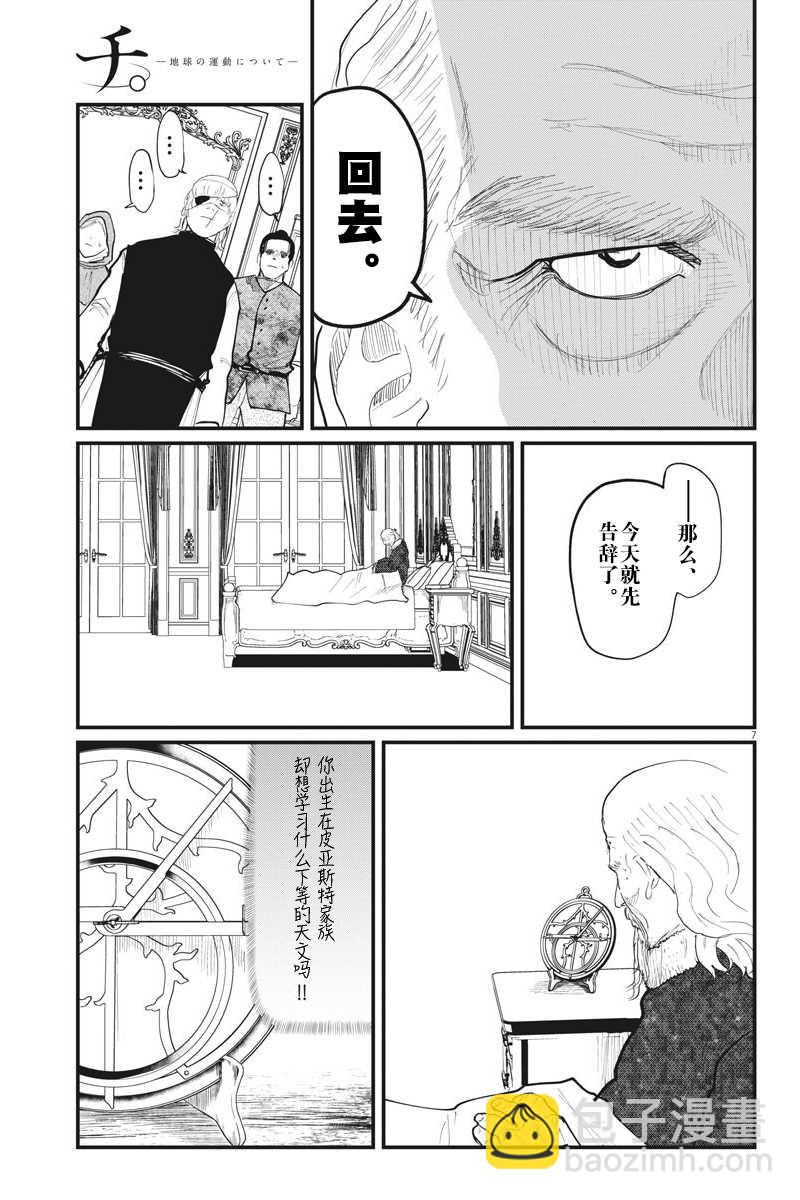 チ。
—地球の運動について—
回去。
…
…
…
——那么、
今天就先
告辞了。
7
你出生在皮亚斯特家族
却想学习什么下等的天文吗!!
包子漫畫
baozimh.com